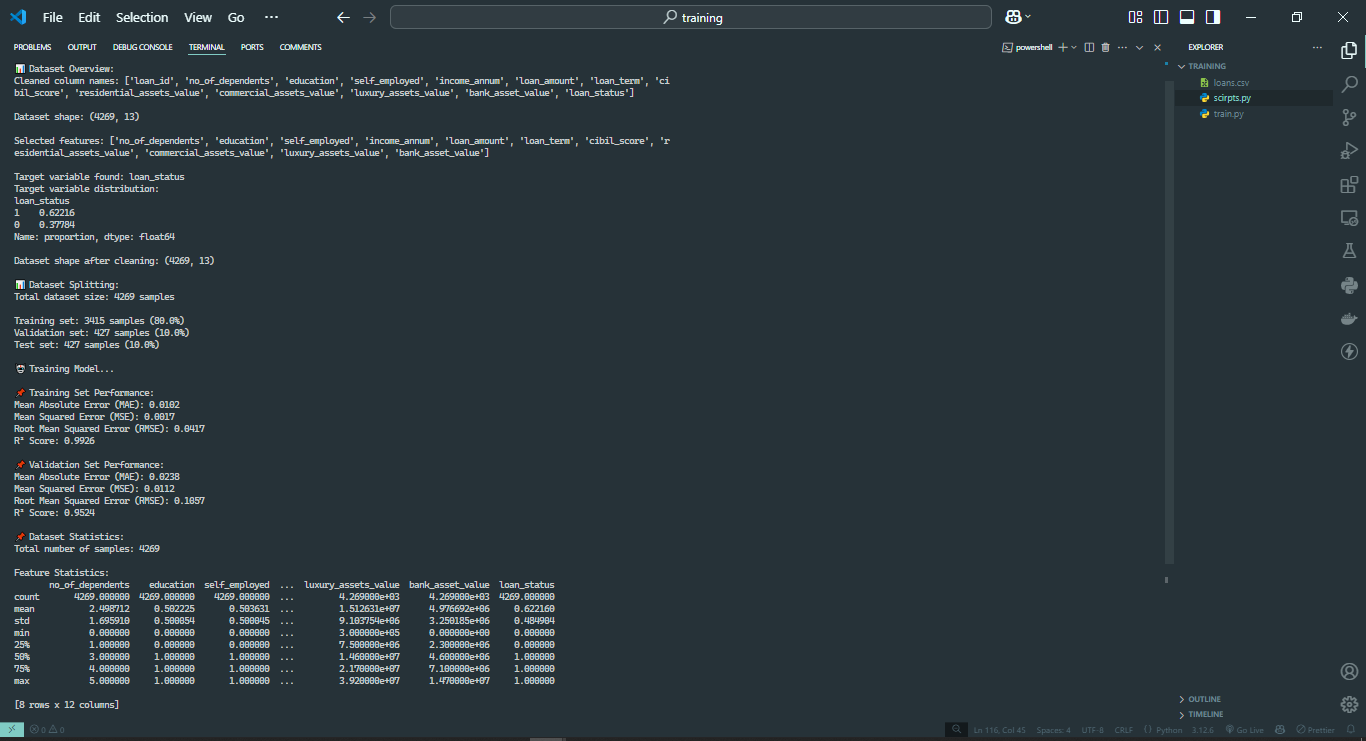 File Edit Selection View Go ··· training
PROBLEMS OUTPUT DEBUG CONSOLE TERMINAL PORTS COMMENTS powershell EXPLORER
TRAINING
loans.csv
scirpts.py
train.py
Dataset Overview:
Cleaned column names: ['loan_id', 'no_of_dependents', 'education', 'self_employed', 'income_annum', 'loan_amount', 'loan_term', 'ci
bil_score', 'residential_assets_value', 'commercial_assets_value', 'luxury_assets_value', 'bank_asset_value', 'loan_status']
Dataset shape: (4269, 13)
Selected features: ['no_of_dependents', 'education', 'self_employed', 'income_annum', 'loan_amount', 'loan_term', 'cibil_score', 'r
esidential_assets_value', 'commercial_assets_value', 'luxury_assets_value', 'bank_asset_value']
Target variable found: loan_status
Target variable distribution:
loan_status
1 0.62216
0 0.37784
Name: proportion, dtype: float64
Dataset shape after cleaning: (4269, 13)
Dataset Splitting:
Total dataset size: 4269 samples
Training set: 3415 samples (80.0%)
Validation set: 427 samples (10.0%)
Test set: 427 samples (10.0%)
Training Model...
Training Set Performance:
Mean Absolute Error (MAE): 0.0102
Mean Squared Error (MSE): 0.0017
Root Mean Squared Error (RMSE): 0.0417
R² Score: 0.9926
Validation Set Performance:
Mean Absolute Error (MAE): 0.0238
Mean Squared Error (MSE): 0.0112
Root Mean Squared Error (RMSE): 0.1057
R² Score: 0.9524
Dataset Statistics:
Total number of samples: 4269
Feature Statistics:
no_of_dependents education self_employed ... luxury_assets_value bank_asset_value loan_status
count 4269.000000 4269.000000 4269.000000 ... 4.269000e+03 4.269000e+03 4269.000000
mean 2.498712 0.502225 0.503631 ... 1.512631e+07 4.976692e+06 0.622160
std 1.695910 0.500054 0.500045 ... 9.103754e+06 3.250185e+06 0.484904
min 0.000000 0.000000 0.000000 ... 3.000000e+05 0.000000e+00 0.000000
25% 1.000000 0.000000 0.000000 ... 7.500000e+06 2.300000e+06 0.000000
50% 3.000000 1.000000 1.000000 ... 1.460000e+07 4.600000e+06 1.000000
75% 4.000000 1.000000 1.000000 ... 2.170000e+07 7.100000e+06 1.000000
max 5.000000 1.000000 1.000000 ... 3.920000e+07 1.470000e+07 1.000000
[8 rows x 12 columns]
OUTLINE
TIMELINE
0 0 Ln 116, Col 45 Spaces: 4 UTF-8 CRLF {} Python 3.12.6 Go Live Prettier